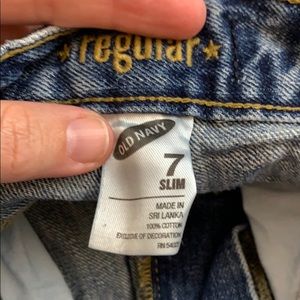 ★regular★
OLD NAVY
7
SLIM
MADE IN
SRI LANKA
100% COTTON
EXCLUSIVE OF DECORATION